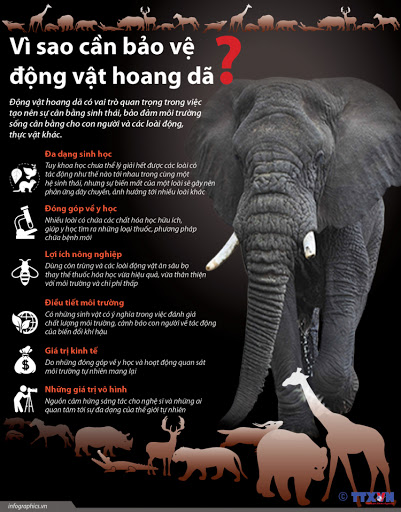 Vì sao cần bảo vệ
động vật hoang dã?
Động vật hoang dã có vai trò quan trọng trong việc
tạo nên sự cân bằng sinh thái, bảo đảm môi trường
sống cân bằng cho con người và các loài động,
thực vật khác.
Đa dạng sinh học
Tuy khoa học chưa thể lý giải hết được các loài có
tác động như thế nào tới nhau trong cùng một
hệ sinh thái, nhưng sự biến mất của một loài sẽ gây nên
phản ứng dây chuyền, ảnh hưởng tới nhiều loài khác
Đóng góp về y học
Nhiều loài có chứa các chất hóa học hữu ích,
giúp y học tìm ra những loại thuốc, phương pháp
chữa bệnh mới
Lợi ích nông nghiệp
Dùng côn trùng và các loài động vật ăn sâu bọ
thay thế thuốc hóa học vừa hiệu quả, vừa thân thiện
với môi trường và chi phí thấp
Điều tiết môi trường
Có những sinh vật có ý nghĩa trong việc đánh giá
chất lượng môi trường, cảnh báo con người về tác động
của biến đổi khí hậu
Giá trị kinh tế
Do những đóng góp về y học và hoạt động quan sát
môi trường tự nhiên mang lại
Những giá trị vô hình
Nguồn cảm hứng sáng tác cho nghệ sĩ và những ai
quan tâm tới sự đa dạng của thế giới tự nhiên
© TTXVN
infographics.vn